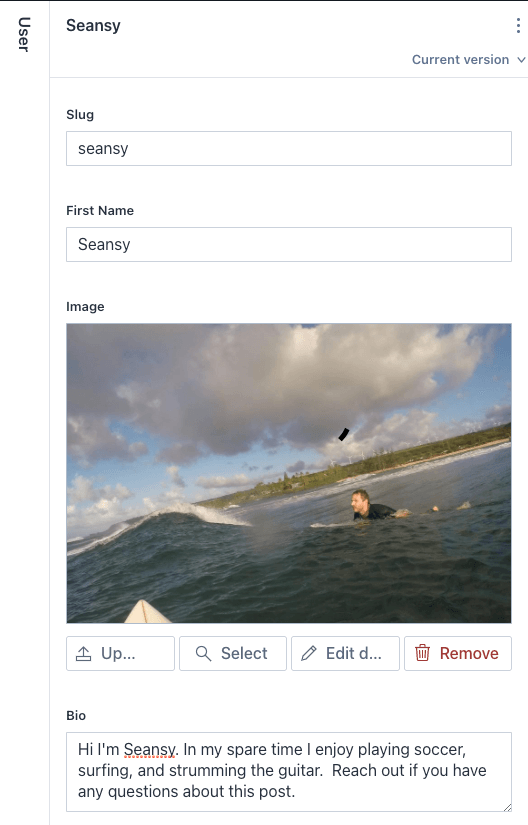 User
Seansy
Current version
Slug
seansy
First Name
Seansy
Image
Up...
Select
Edit d...
Remove
Bio
Hi I'm Seansy. In my spare time I enjoy playing soccer,
surfing, and strumming the guitar.  Reach out if you have
any questions about this post.